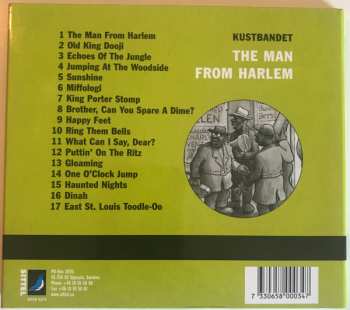 KUSTBANDET
THE MAN
FROM HARLEM
1 The Man From Harlem
2 Old King Dooji
3 Echoes Of The Jungle
4 Jumping At The Woodside
5 Sunshine
6 Miffologi
7 King Porter Stomp
8 Brother, Can You Spare A Dime?
9 Happy Feet
10 Ring Them Bells
11 What Can I Say, Dear?
12 Puttin' On The Ritz
13 Gloaming
14 One O'Clock Jump
15 Haunted Nights
16 Dinah
17 East St. Louis Toodle-Oo
SITTEL
7 330658 000347